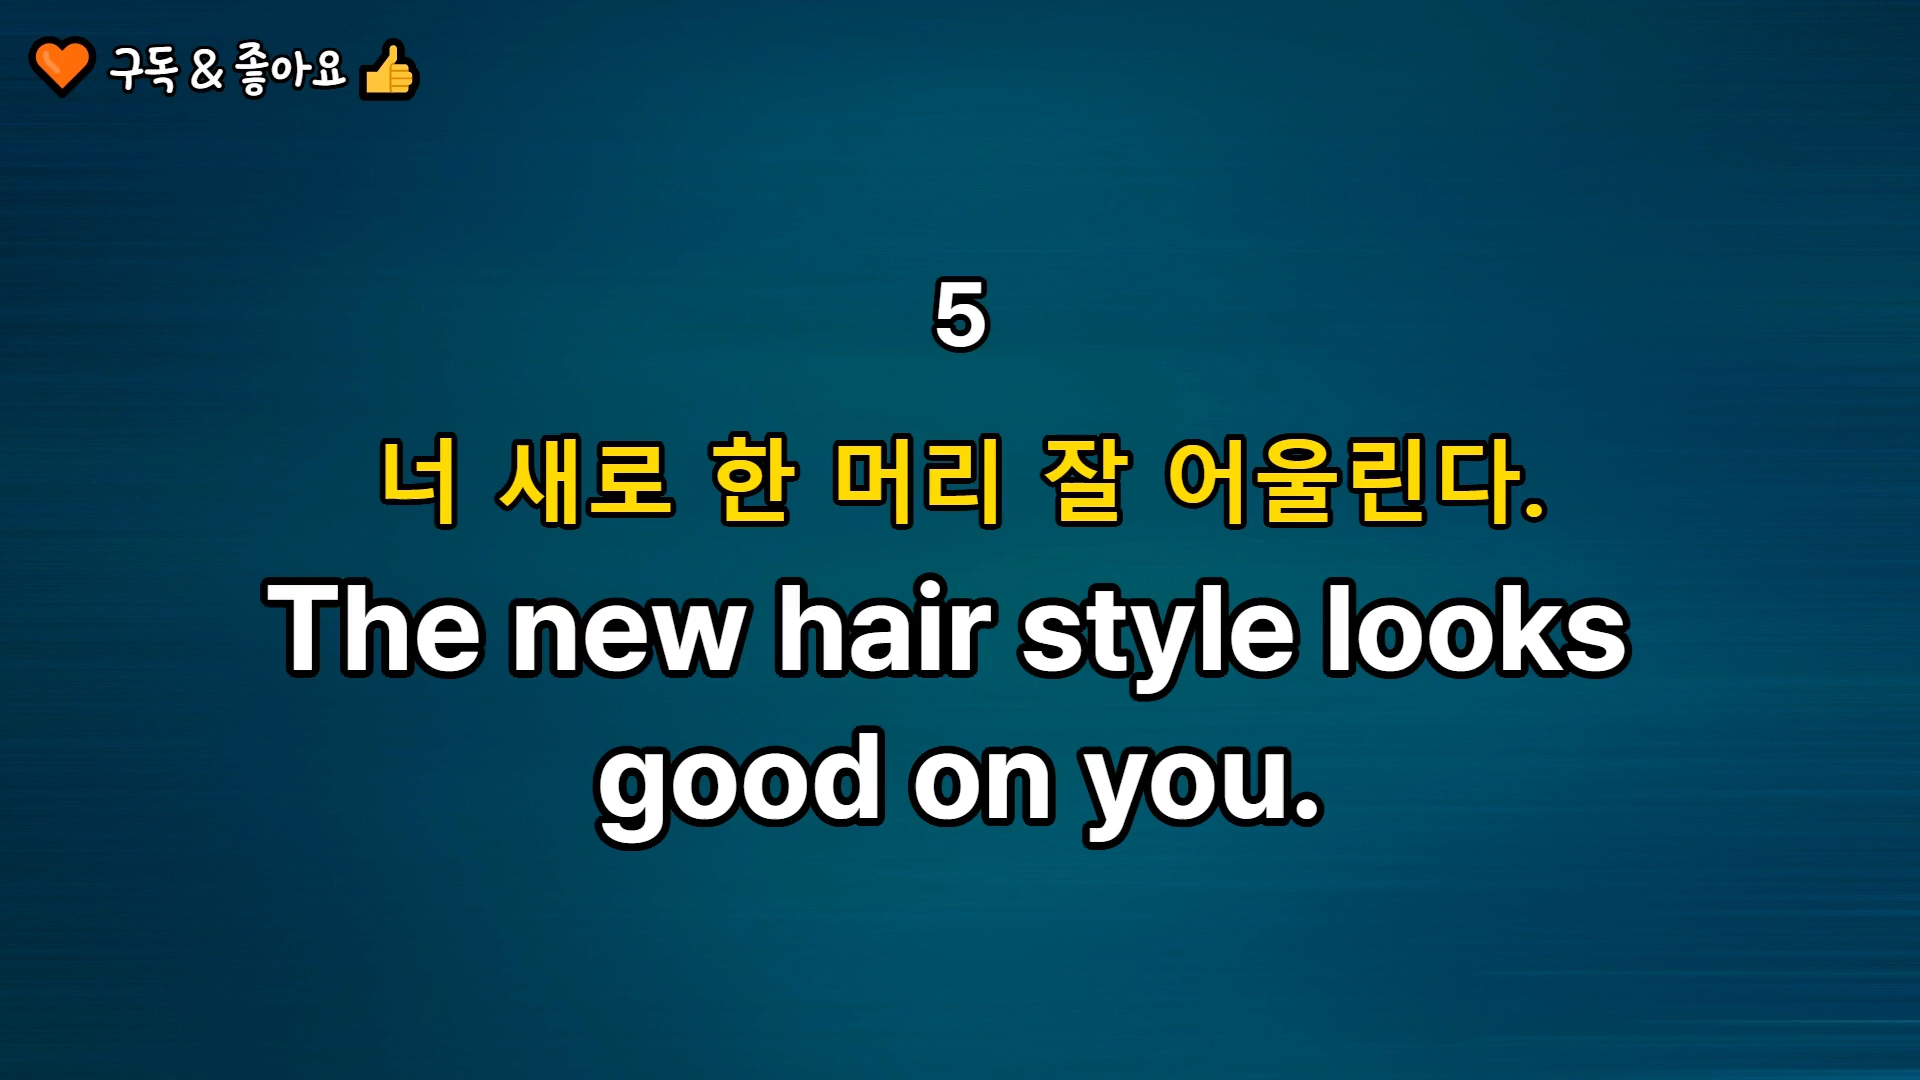 구독 & 좋아요
5
너 새로 한 머리 잘 어울린다.
The new hair style looks
good on you.